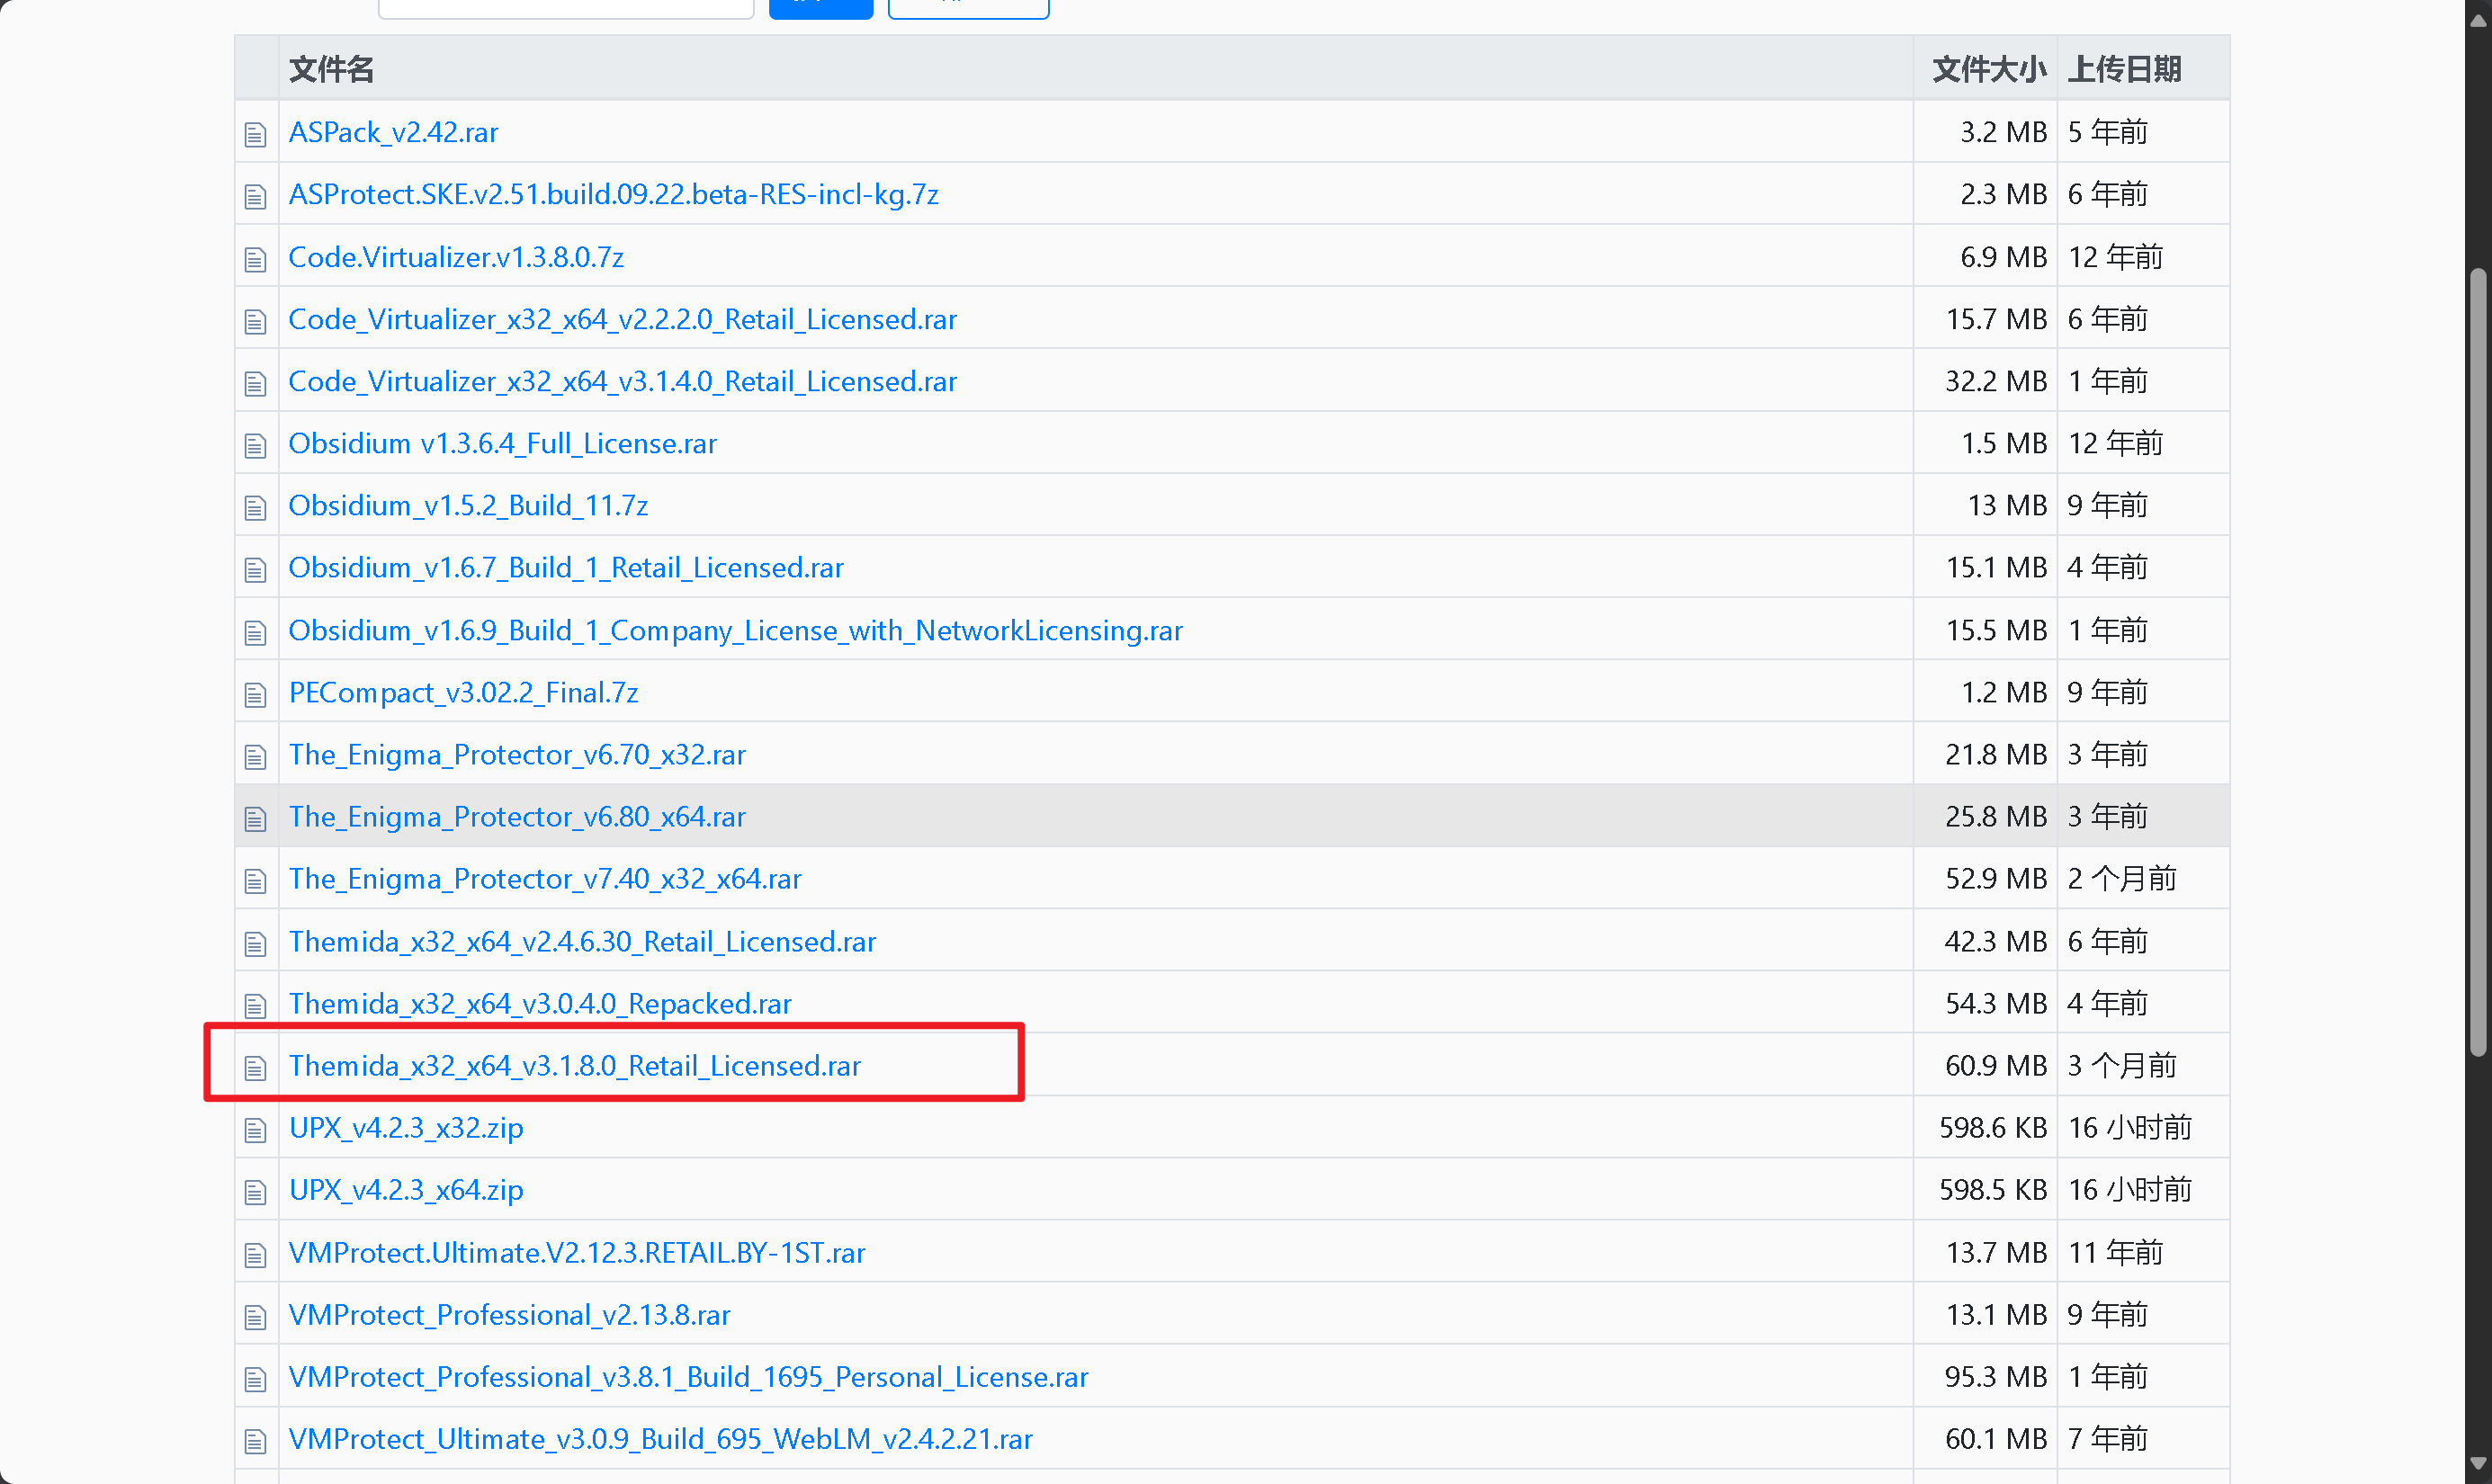 文件名 文件大小 上传日期
ASPack_v2.42.rar 3.2 MB 5 年前
ASProtect.SKE.v2.51.build.09.22.beta-RES-incl-kg.7z 2.3 MB 6 年前
Code.Virtualizer.v1.3.8.0.7z 6.9 MB 12 年前
Code_Virtualizer_x32_x64_v2.2.2.0_Retail_Licensed.rar 15.7 MB 6 年前
Code_Virtualizer_x32_x64_v3.1.4.0_Retail_Licensed.rar 32.2 MB 1 年前
Obsidium v1.3.6.4_Full_License.rar 1.5 MB 12 年前
Obsidium_v1.5.2_Build_11.7z 13 MB 9 年前
Obsidium_v1.6.7_Build_1_Retail_Licensed.rar 15.1 MB 4 年前
Obsidium_v1.6.9_Build_1_Company_License_with_NetworkLicensing.rar 15.5 MB 1 年前
PECompact_v3.02.2_Final.7z 1.2 MB 9 年前
The_Enigma_Protector_v6.70_x32.rar 21.8 MB 3 年前
The_Enigma_Protector_v6.80_x64.rar 25.8 MB 3 年前
The_Enigma_Protector_v7.40_x32_x64.rar 52.9 MB 2 个月前
Themida_x32_x64_v2.4.6.30_Retail_Licensed.rar 42.3 MB 6 年前
Themida_x32_x64_v3.0.4.0_Repacked.rar 54.3 MB 4 年前
Themida_x32_x64_v3.1.8.0_Retail_Licensed.rar 60.9 MB 3 个月前
UPX_v4.2.3_x32.zip 598.6 KB 16 小时前
UPX_v4.2.3_x64.zip 598.5 KB 16 小时前
VMProtect.Ultimate.V2.12.3.RETAIL.BY-1ST.rar 13.7 MB 11 年前
VMProtect_Professional_v2.13.8.rar 13.1 MB 9 年前
VMProtect_Professional_v3.8.1_Build_1695_Personal_License.rar 95.3 MB 1 年前
VMProtect_Ultimate_v3.0.9_Build_695_WebLM_v2.4.2.21.rar 60.1 MB 7 年前